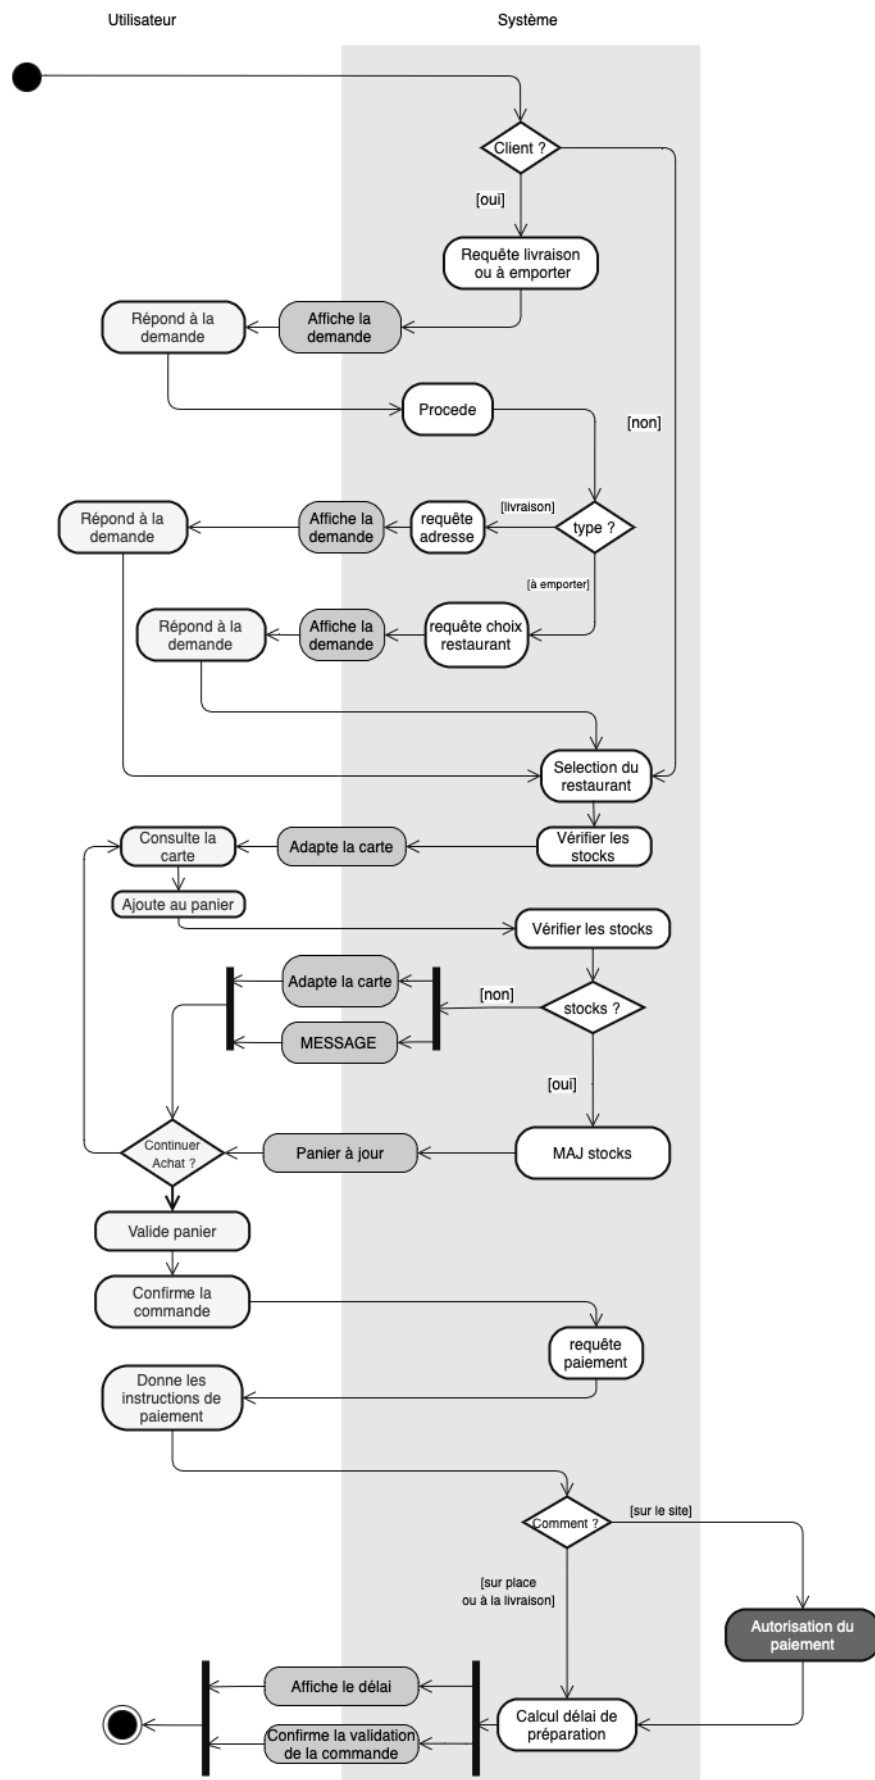 Utilisateur
Système
Client ?
[oui]
Requête livraison
ou à emporter
Affiche la
demande
Répond à la
demande
Procede
[non]
[livraison]
type ?
requête
adresse
Affiche la
demande
Répond à la
demande
[à emporter]
requête choix
restaurant
Affiche la
demande
Répond à la
demande
Selection du
restaurant
Vérifier les
stocks
Adapte la carte
Consulte la
carte
Ajoute au panier
Vérifier les stocks
stocks ?
[non]
Adapte la carte
MESSAGE
[oui]
MAJ stocks
Panier à jour
Continuer
Achat ?
Valide panier
Confirme la
commande
requête
paiement
Donne les
instructions de
paiement
Comment ?
[sur le site]
[sur place
ou à la livraison]
Autorisation du
paiement
Calcul délai de
préparation
Affiche le délai
Confirme la validation
de la commande